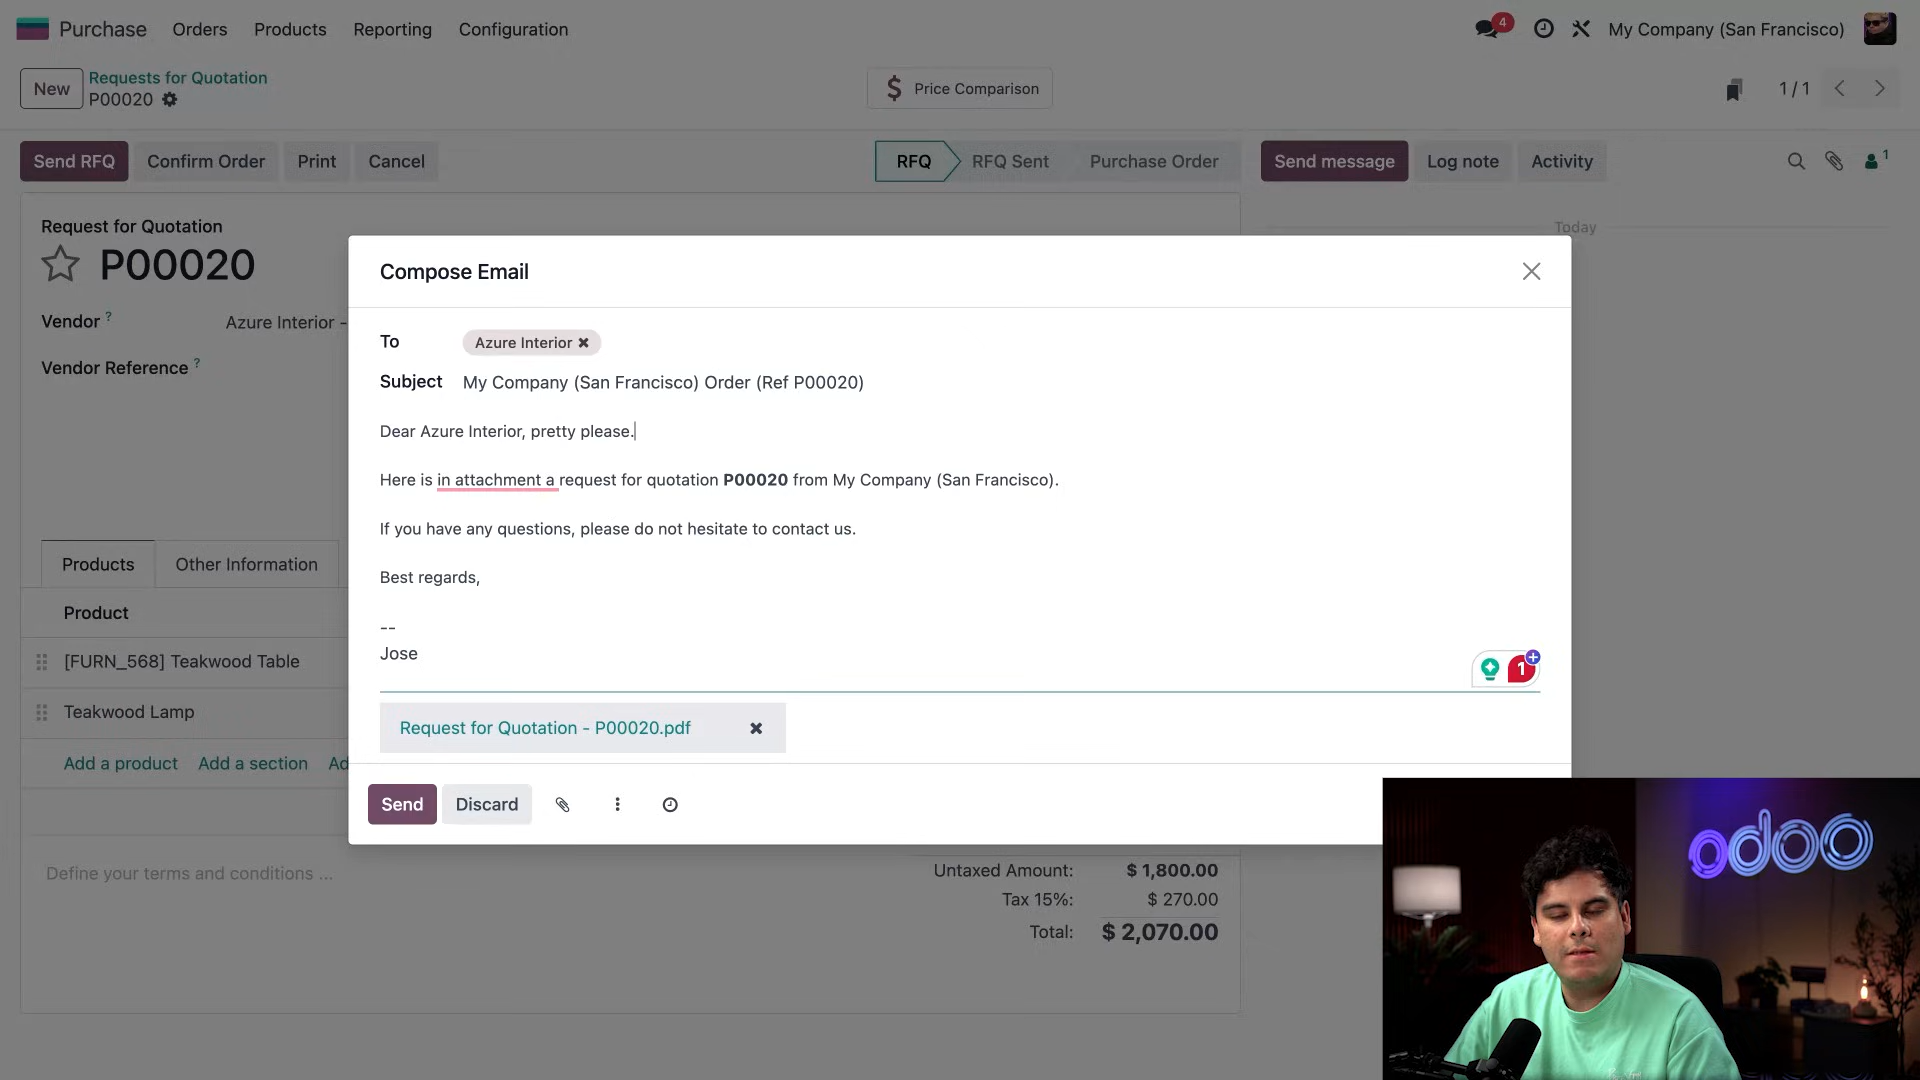 Purchase Orders Products Reporting Configuration 4 My Company (San Francisco)
New Requests for Quotation
P00020
$ Price Comparison
1 / 1
Send RFQ Confirm Order Print Cancel RFQ RFQ Sent Purchase Order Send message Log note Activity 1
Today
Request for Quotation
P00020
Vendor ? Azure Interior -
Vendor Reference ?
Compose Email
To Azure Interior
Subject My Company (San Francisco) Order (Ref P00020)
Dear Azure Interior, pretty please.
Here is in attachment a request for quotation P00020 from My Company (San Francisco).
If you have any questions, please do not hesitate to contact us.
Best regards,
--
Jose
1
Request for Quotation - P00020.pdf
Send Discard
Products Other Information
Product
[FURN_568] Teakwood Table
Teakwood Lamp
Add a product Add a section Ad
Define your terms and conditions ...
Untaxed Amount: $ 1,800.00
Tax 15%: $ 270.00
Total: $ 2,070.00
odoo